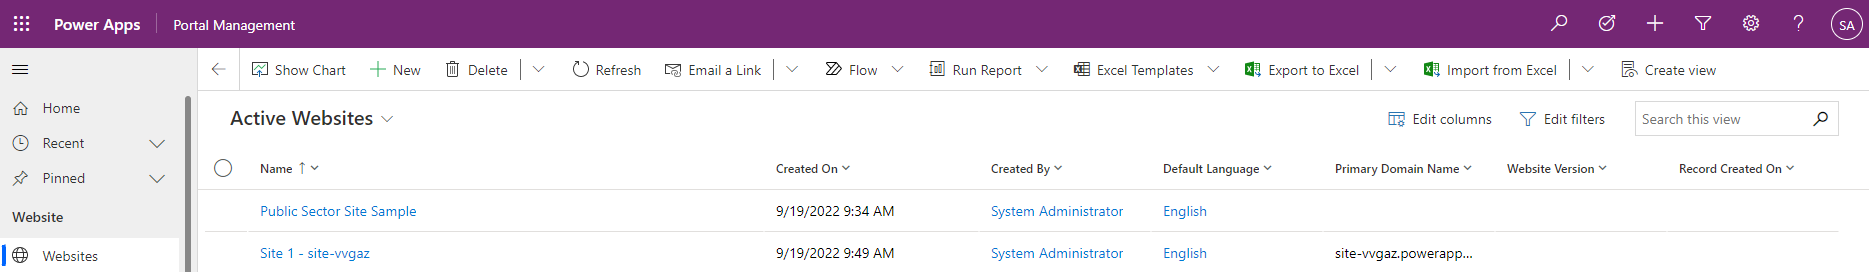 Power Apps Portal Management SA
Show Chart New Delete Refresh Email a Link Flow Run Report Excel Templates Export to Excel Import from Excel Create view
Home
Recent
Pinned
Website
Websites
Active Websites Edit columns Edit filters Search this view
Name Created On Created By Default Language Primary Domain Name Website Version Record Created On
Public Sector Site Sample 9/19/2022 9:34 AM System Administrator English
Site 1 - site-vvgaz 9/19/2022 9:49 AM System Administrator English site-vvgaz.powerapp...